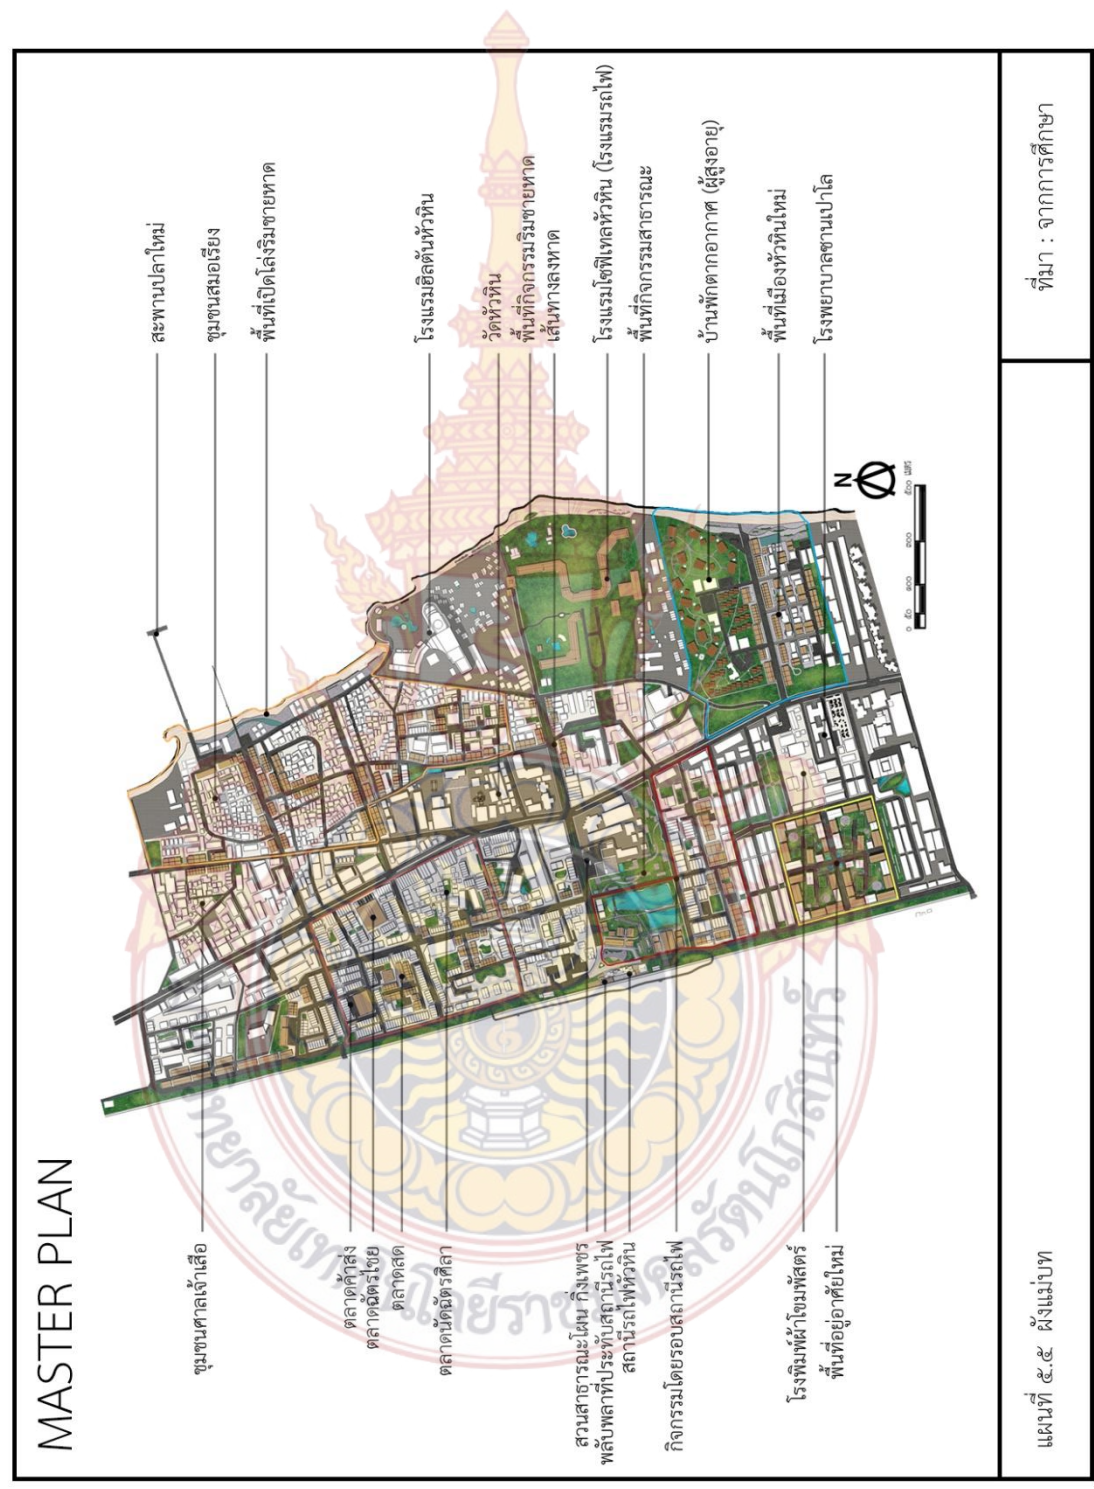 MASTER PLAN
สะพานปลาใหม่
ชุมชนสมอเรียง
พื้นที่เปิดโล่งริมชายหาด
โรงแรมฮิลตันหัวหิน
วัดหัวหิน
พื้นที่กิจกรรมริมชายหาด
เส้นทางลงหาด
โรงแรมโซฟิเทลหัวหิน (โรงแรมรถไฟ)
พื้นที่กิจกรรมสาธารณะ
บ้านพักตากอากาศ (ผู้สูงอายุ)
พื้นที่เมืองหัวหินใหม่
โรงพยาบาลซานเปาโล
N
ชุมชนศาลเจ้าเสือ
ตลาดค้าส่ง
ตลาดฉัตรไชย
ตลาดสด
ตลาดนัดฉัตรศิลา
สวนสาธารณะโผน กิ่งเพชร
พลับพลาที่ประทับสถานีรถไฟ
สถานีรถไฟหัวหิน
กิจกรรมโดยรอบสถานีรถไฟ
โรงพิมพ์ผ้าโขมพัสตร์
พื้นที่อยู่อาศัยใหม่
แผนที่ ๕.๕ ผังแม่บท
ที่มา : จากการศึกษา